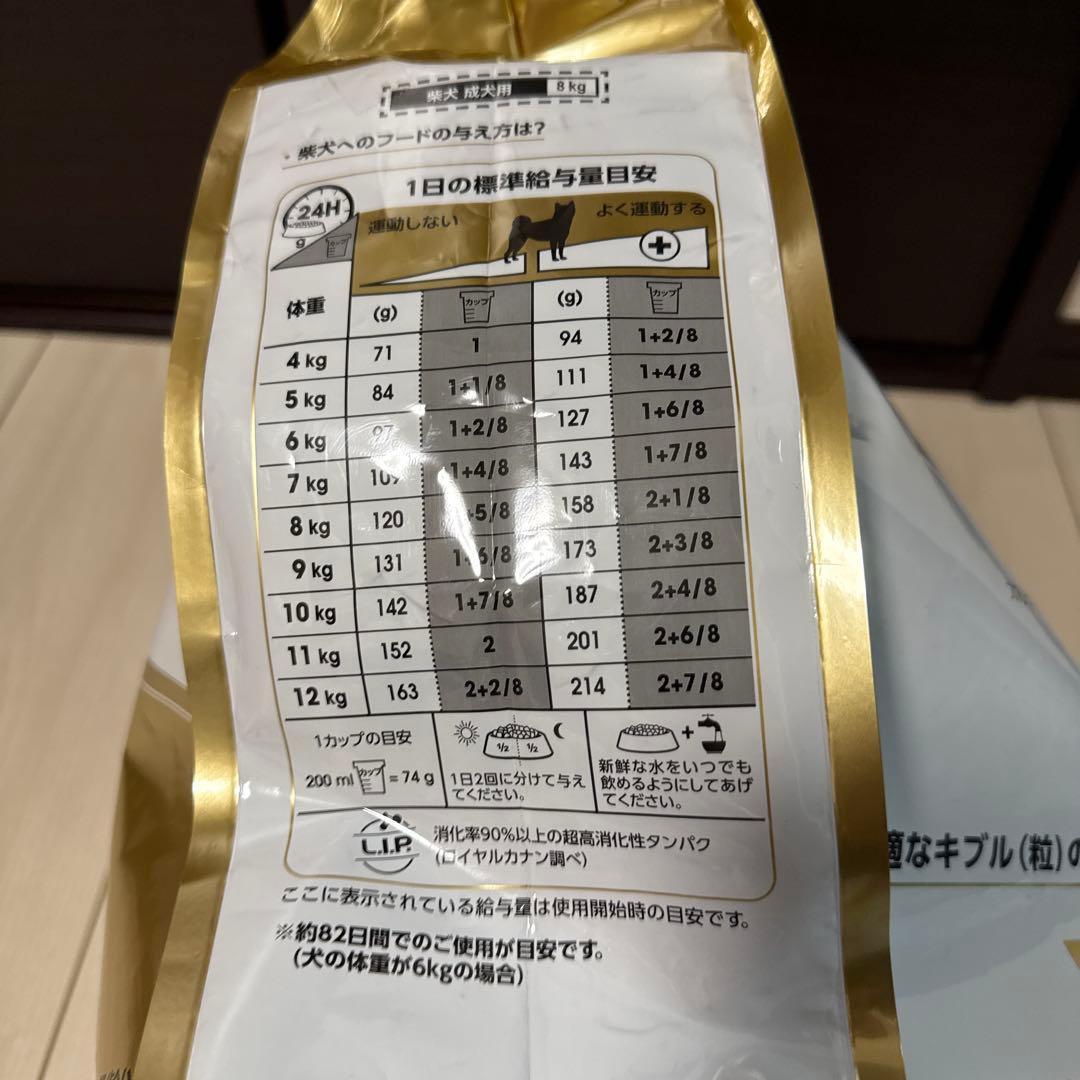 柴犬 成犬用 8kg
・柴犬へのフードの与え方は?
1日の標準給与量目安
24H
g カップ
運動しない よく運動する
体重 (g) カップ (g) カップ
4 kg 71 1 94 1+2/8
5 kg 84 1+1/8 111 1+4/8
6 kg 97 1+2/8 127 1+6/8
7 kg 109 1+4/8 143 1+7/8
8 kg 120 +5/8 158 2+1/8
9 kg 131 1+6/8 173 2+3/8
10 kg 142 1+7/8 187 2+4/8
11 kg 152 2 201 2+6/8
12 kg 163 2+2/8 214 2+7/8
1カップの目安
200 ml カップ = 74 g
1/2 1/2
1日2回に分けて与え
てください。
+
新鮮な水をいつでも
飲めるようにしてあげ
てください。
L.I.P.
消化率90%以上の超高消化性タンパク
(ロイヤルカナン調べ)
ここに表示されている給与量は使用開始時の目安です。
※約82日間でのご使用が目安です。
(犬の体重が6kgの場合)
適なキブル(粒)の